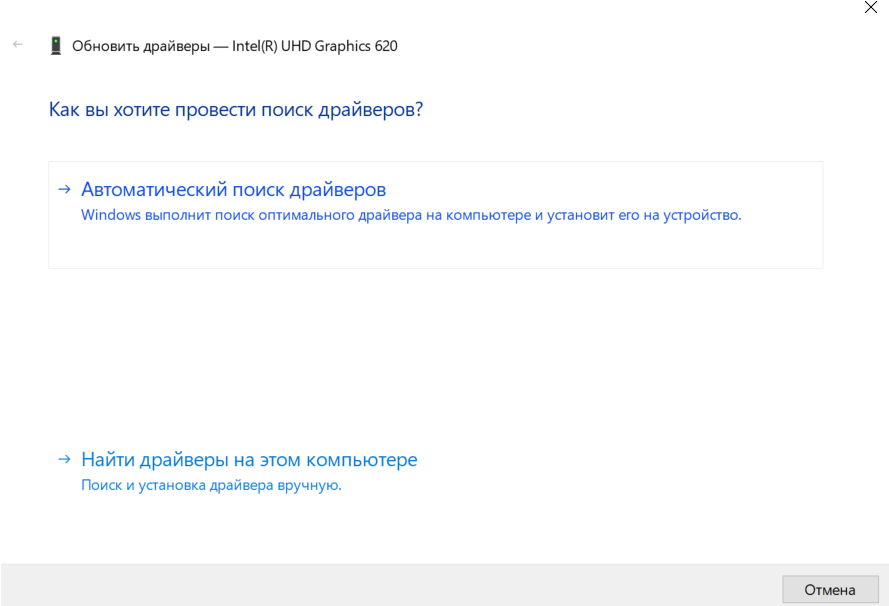 Обновить драйверы — Intel(R) UHD Graphics 620
Как вы хотите провести поиск драйверов?
Автоматический поиск драйверов
Windows выполнит поиск оптимального драйвера на компьютере и установит его на устройство.
Найти драйверы на этом компьютере
Поиск и установка драйвера вручную.
Отмена